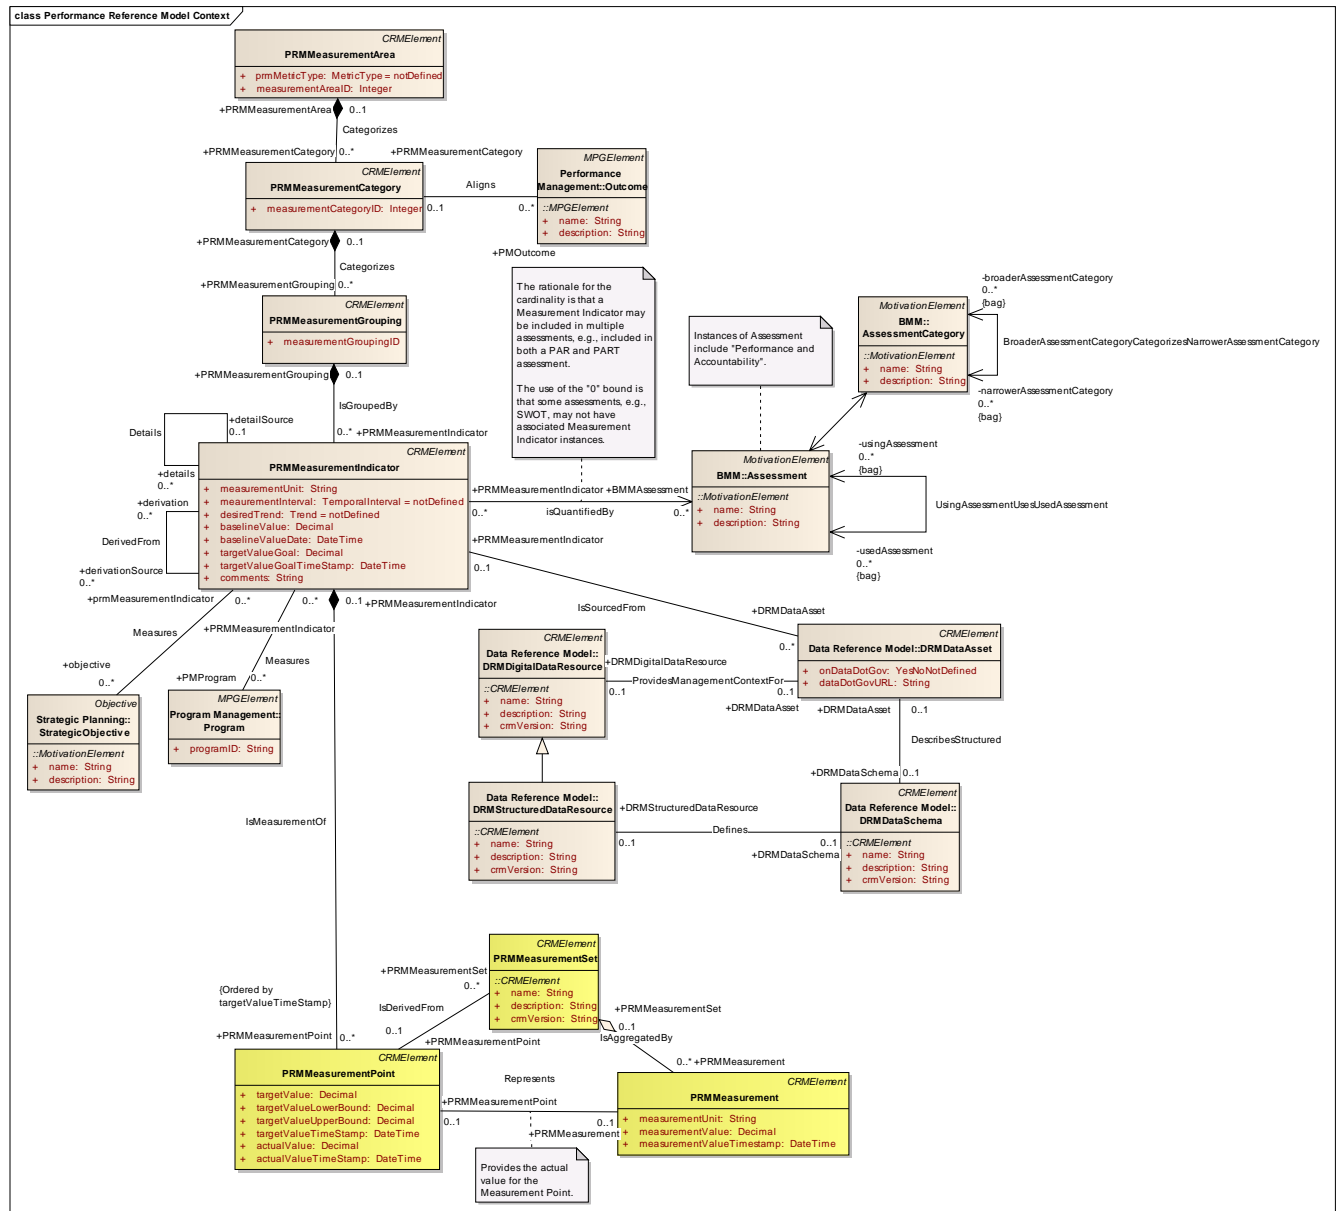 class Performance Reference Model Context
CRMElement
PRMMeasurementArea
+ prmMetricType: MetricType = notDefined
+ measurementAreaID: Integer
+PRMMeasurementArea
0..1
Categorizes
+PRMMeasurementCategory
0..*
+PRMMeasurementCategory
CRMElement
PRMMeasurementCategory
+ measurementCategoryID: Integer
Aligns
0..1
0..*
MPGElement
Performance
Management::Outcome
::MPGElement
+ name: String
+ description: String
+PMOutcome
+PRMMeasurementCategory
0..1
Categorizes
+PRMMeasurementGrouping
0..*
CRMElement
PRMMeasurementGrouping
+ measurementGroupingID
+PRMMeasurementGrouping
0..1
IsGroupedBy
0..*
+PRMMeasurementIndicator
The rationale for the
cardinality is that a
Measurement Indicator may
be included in multiple
assessments, e.g., included in
both a PAR and PART
assessment.
The use of the "0" bound is
that some assessments, e.g.,
SWOT, may not have
associated Measurement
Indicator instances.
Instances of Assessment
include "Performance and
Accountability".
MotivationElement
BMM::
AssessmentCategory
::MotivationElement
+ name: String
+ description: String
-broaderAssessmentCategory
0..*
{bag}
BroaderAssessmentCategoryCategorizesNarrowerAssessmentCategory
-narrowerAssessmentCategory
0..*
{bag}
Details
+detailSource
0..1
+details
0..*
+derivation
0..*
DerivedFrom
+derivationSource
0..*
CRMElement
PRMMeasurementIndicator
+ measurementUnit: String
+ meaurementInterval: TemporalInterval = notDefined
+ desiredTrend: Trend = notDefined
+ baselineValue: Decimal
+ baselineValueDate: DateTime
+ targetValueGoal: Decimal
+ targetValueGoalTimeStamp: DateTime
+ comments: String
+PRMMeasurementIndicator
+BMMAssessment
0..*
isQuantifiedBy
0..*
MotivationElement
BMM::Assessment
::MotivationElement
+ name: String
+ description: String
-usingAssessment
0..*
{bag}
UsingAssessmentUsesUsedAssessment
-usedAssessment
0..*
{bag}
+PRMMeasurementIndicator
0..1
IsSourcedFrom
+DRMDataAsset
0..*
+prmMeasurementIndicator
0..*
Measures
+objective
0..*
0..*
+PRMMeasurementIndicator
Measures
+PMProgram
0..*
0..1
+PRMMeasurementIndicator
Objective
Strategic Planning::
StrategicObjective
::MotivationElement
+ name: String
+ description: String
MPGElement
Program Management::
Program
+ programID: String
CRMElement
Data Reference Model::
DRMDigitalDataResource
::CRMElement
+ name: String
+ description: String
+ crmVersion: String
+DRMDigitalDataResource
ProvidesManagementContextFor
0..1
0..1
+DRMDataAsset
CRMElement
Data Reference Model::DRMDataAsset
+ onDataDotGov: YesNoNotDefined
+ dataDotGovURL: String
+DRMDataAsset
0..1
DescribesStructured
+DRMDataSchema
0..1
Data Reference Model::
DRMStructuredDataResource
::CRMElement
+ name: String
+ description: String
+ crmVersion: String
+DRMStructuredDataResource
0..1
Defines
0..1
+DRMDataSchema
CRMElement
Data Reference Model::
DRMDataSchema
::CRMElement
+ name: String
+ description: String
+ crmVersion: String
IsMeasurementOf
{Ordered by
targetValueTimeStamp}
+PRMMeasurementPoint
0..*
CRMElement
PRMMeasurementSet
::CRMElement
+ name: String
+ description: String
+ crmVersion: String
+PRMMeasurementSet
0..*
IsDerivedFrom
0..1
+PRMMeasurementPoint
+PRMMeasurementSet
0..1
IsAggregatedBy
0..*
+PRMMeasurement
CRMElement
PRMMeasurementPoint
+ targetValue: Decimal
+ targetValueLowerBound: Decimal
+ targetValueUpperBound: Decimal
+ targetValueTimeStamp: DateTime
+ actualValue: Decimal
+ actualValueTimeStamp: DateTime
Represents
+PRMMeasurementPoint
0..1
0..1
+PRMMeasurement
CRMElement
PRMMeasurement
+ measurementUnit: String
+ measurementValue: Decimal
+ measurementValueTimestamp: DateTime
Provides the actual
value for the
Measurement Point.